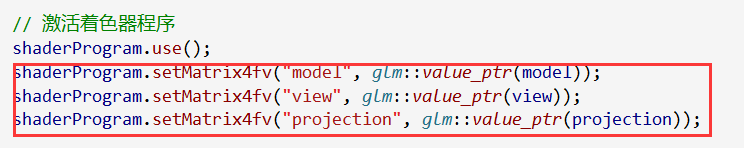 // 激活着色器程序
shaderProgram.use();
shaderProgram.setMatrix4fv("model", glm::value_ptr(model));
shaderProgram.setMatrix4fv("view", glm::value_ptr(view));
shaderProgram.setMatrix4fv("projection", glm::value_ptr(projection));